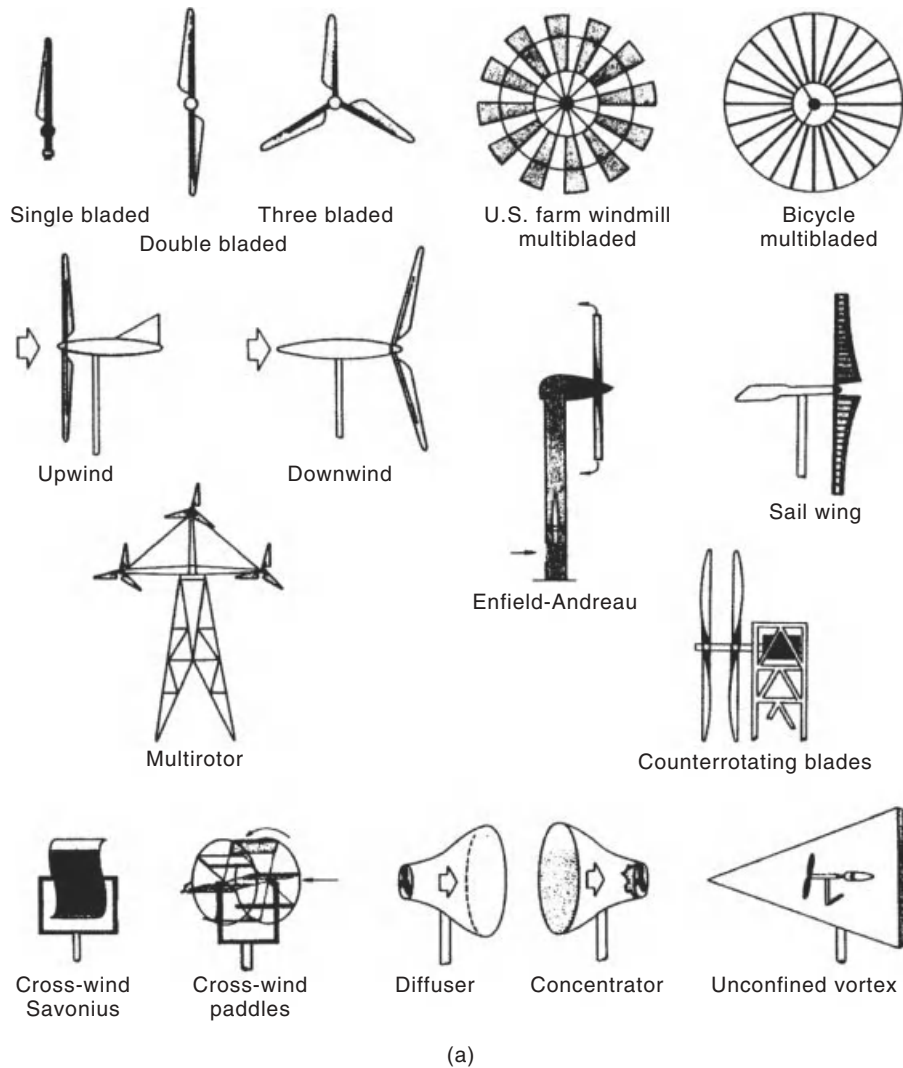 Single bladed
Double bladed
Three bladed
U.S. farm windmill
multibladed
Bicycle
multibladed
Upwind
Downwind
Enfield-Andreau
Sail wing
Multirotor
Counterrotating blades
Cross-wind
Savonius
Cross-wind
paddles
Diffuser
Concentrator
Unconfined vortex
(a)